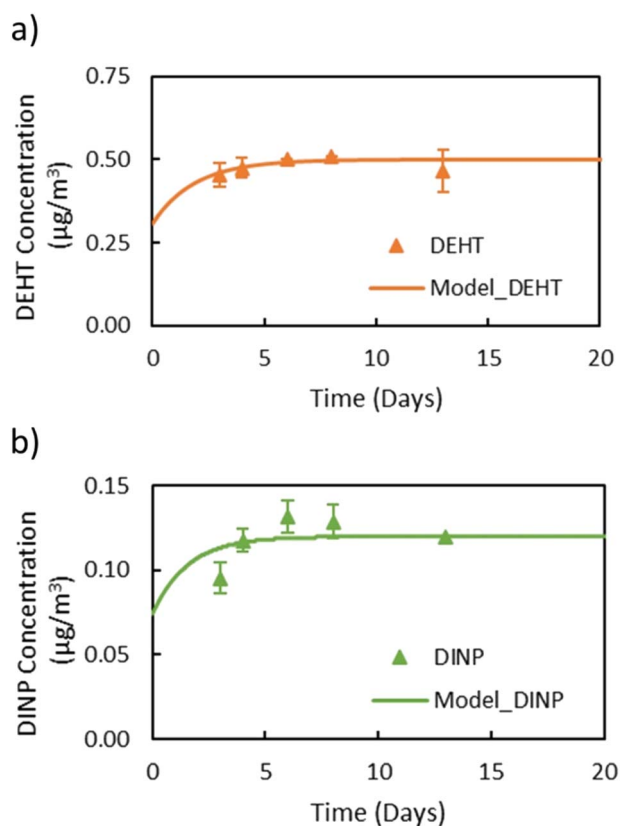 a)
DEHT Concentration
(µg/m³)
0.75
0.50
0.25
0.00
DEHT
Model_DEHT
0 5 10 15 20
Time (Days)
b)
DINP Concentration
(µg/m³)
0.15
0.10
0.05
0.00
DINP
Model_DINP
0 5 10 15 20
Time (Days)